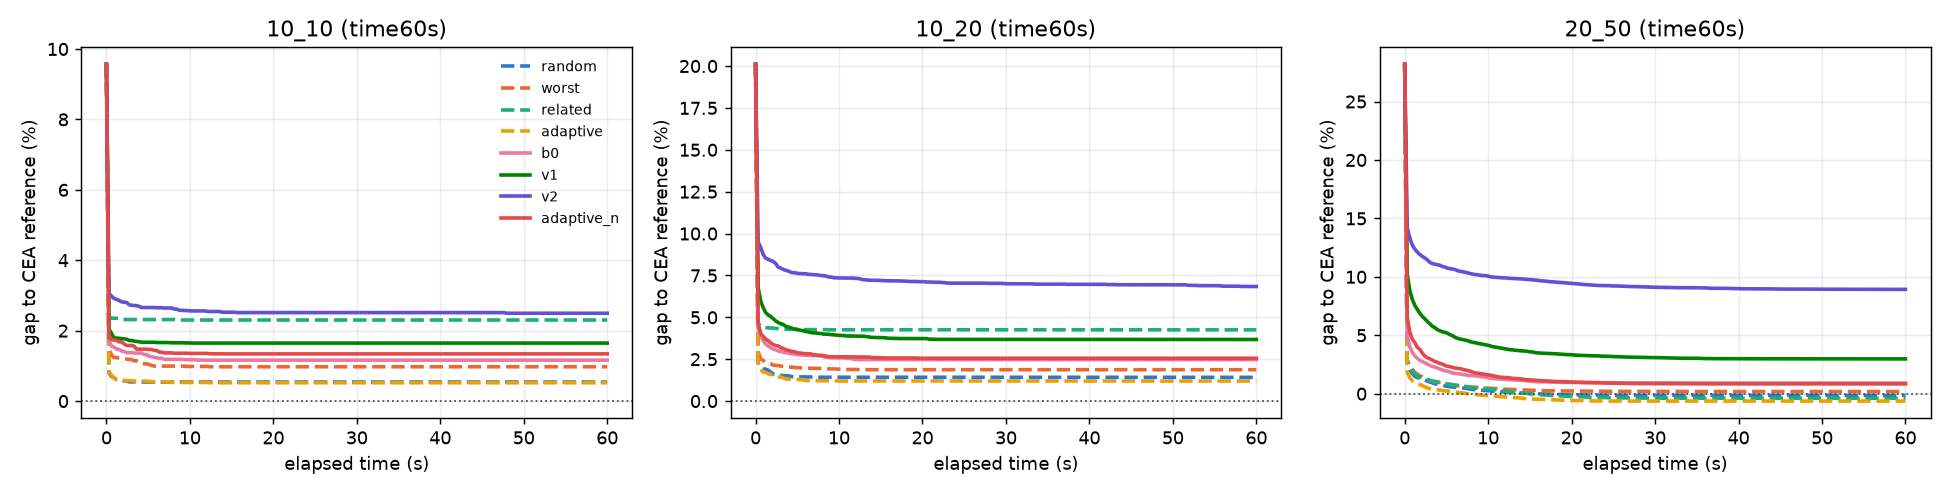 10_10 (time60s)
gap to CEA reference (%)
10
8
6
4
2
0
random
worst
related
adaptive
b0
v1
v2
adaptive_n
0 10 20 30 40 50 60
elapsed time (s)
10_20 (time60s)
gap to CEA reference (%)
20.0
17.5
15.0
12.5
10.0
7.5
5.0
2.5
0.0
0 10 20 30 40 50 60
elapsed time (s)
20_50 (time60s)
gap to CEA reference (%)
25
20
15
10
5
0
0 10 20 30 40 50 60
elapsed time (s)